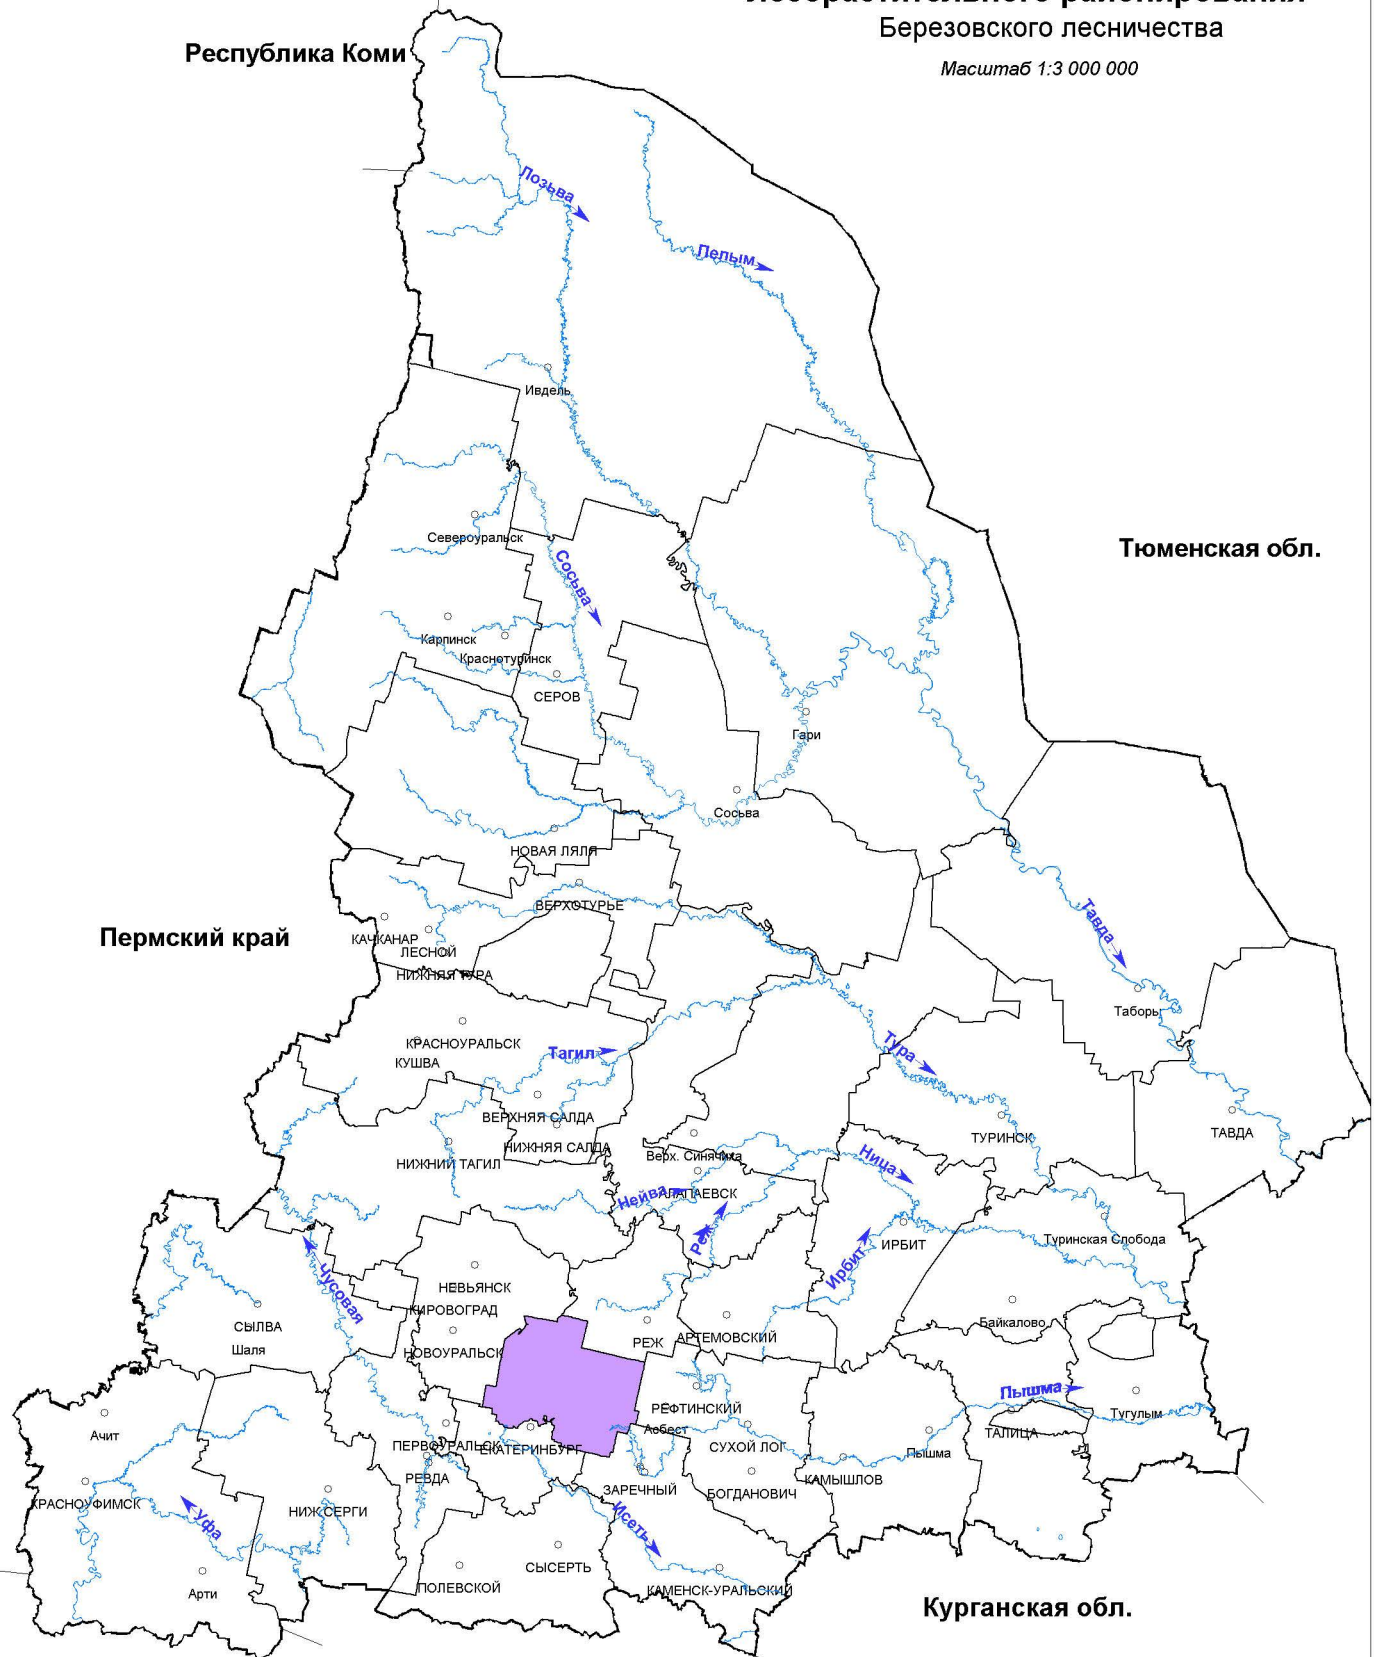 лесорастительного районирования
Березовского лесничества
Масштаб 1:3 000 000
Республика Коми
Лозьва
Пелым
Ивдель
Североуральск
Тюменская обл.
Сосьва
Карпинск
Краснотуринск
СЕРОВ
Гари
Сосьва
НОВАЯ ЛЯЛЯ
ВЕРХОТУРЬЕ
Пермский край
КАЧКАНАР
ЛЕСНОЙ
НИЖНЯЯ ТУРА
Тавда
Таборы
КРАСНОУРАЛЬСК
КУШВА
Тагил
Тура
ВЕРХНЯЯ САЛДА
НИЖНЯЯ САЛДА
ТУРИНСК
ТАВДА
НИЖНИЙ ТАГИЛ
Верх. Синячиха
Ница
Нейва
АЛАПАЕВСК
Реж
ИРБИТ
Ирбит
Туринская Слобода
Чусовая
НЕВЬЯНСК
КИРОВОГРАД
СЫЛВА
Шаля
НОВОУРАЛЬСК
РЕЖ
АРТЕМОВСКИЙ
Байкалово
Пышма
Тугулым
РЕФТИНСКИЙ
Асбест
СУХОЙ ЛОГ
ТАЛИЦА
Ачит
ПЕРВОУРАЛЬСК
ЕКАТЕРИНБУРГ
Пышма
РЕВДА
КАМЫШЛОВ
ЗАРЕЧНЫЙ
БОГДАНОВИЧ
КРАСНОУФИМСК
Уфа
НИЖ.СЕРГИ
Исеть
СЫСЕРТЬ
ПОЛЕВСКОЙ
КАМЕНСК-УРАЛЬСКИЙ
Арти
Курганская обл.